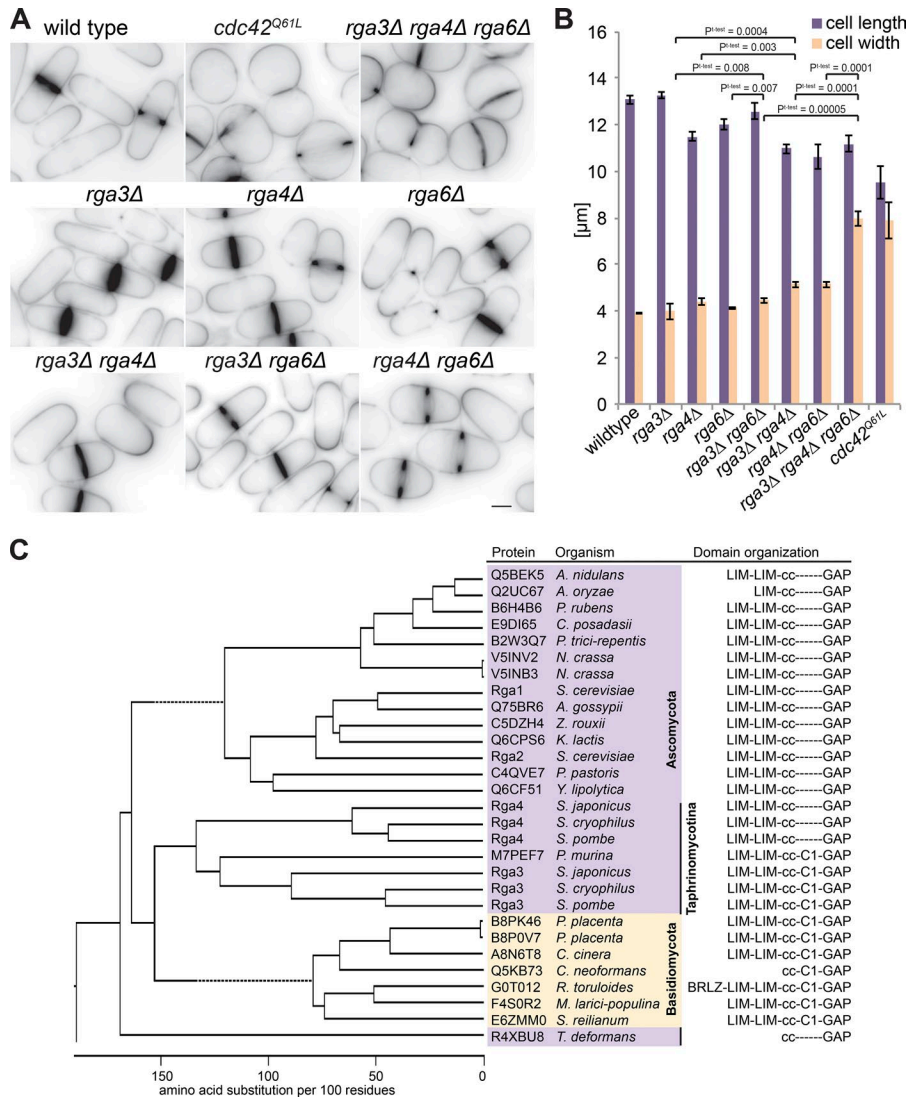 A
wild type
cdc42Q61L
rga3Δ rga4Δ rga6Δ
rga3Δ
rga4Δ
rga6Δ
rga3Δ rga4Δ
rga3Δ rga6Δ
rga4Δ rga6Δ
B
cell length
cell width
Pt-test = 0.0004
Pt-test = 0.003
Pt-test = 0.008
Pt-test = 0.0001
Pt-test = 0.007
Pt-test = 0.0001
Pt-test = 0.00005
16
14
12
10
8
6
4
2
0
[µm]
wildtype
rga3Δ
rga4Δ
rga6Δ
rga3Δ rga6Δ
rga3Δ rga4Δ
rga4Δ rga6Δ
rga3Δ rga4Δ rga6Δ
cdc42Q61L
C
Protein Organism Domain organization
Q5BEK5 A. nidulans LIM-LIM-cc------GAP
Q2UC67 A. oryzae LIM-cc------GAP
B6H4B6 P. rubens LIM-LIM-cc------GAP
E9DI65 C. posadasii LIM-LIM-cc------GAP
B2W3Q7 P. trici-repentis LIM-LIM-cc------GAP
V5INV2 N. crassa LIM-LIM-cc------GAP
V5INB3 N. crassa LIM-LIM-cc------GAP
Rga1 S. cerevisiae LIM-LIM-cc------GAP
Q75BR6 A. gossypii LIM-LIM-cc------GAP
C5DZH4 Z. rouxii LIM-LIM-cc------GAP
Q6CPS6 K. lactis LIM-LIM-cc------GAP
Rga2 S. cerevisiae LIM-LIM-cc------GAP
C4QVE7 P. pastoris LIM-LIM-cc------GAP
Q6CF51 Y. lipolytica LIM-LIM-cc------GAP
Rga4 S. japonicus LIM-LIM-cc------GAP
Rga4 S. cryophilus LIM-LIM-cc------GAP
Rga4 S. pombe LIM-LIM-cc------GAP
M7PEF7 P. murina LIM-LIM-cc-C1-GAP
Rga3 S. japonicus LIM-LIM-cc-C1-GAP
Rga3 S. cryophilus LIM-LIM-cc-C1-GAP
Rga3 S. pombe LIM-LIM-cc-C1-GAP
B8PK46 P. placenta LIM-LIM-cc-C1-GAP
B8P0V7 P. placenta LIM-LIM-cc-C1-GAP
A8N6T8 C. cinera LIM-LIM-cc-C1-GAP
Q5KB73 C. neoformans cc-C1-GAP
G0T012 R. toruloides BRLZ-LIM-LIM-cc-C1-GAP
F4S0R2 M. larici-populina LIM-LIM-cc-C1-GAP
E6ZMM0 S. reilianum LIM-LIM-cc-C1-GAP
R4XBU8 T. deformans cc------GAP
Ascomycota
Taphrinomycotina
Basidiomycota
150 100 50 0
amino acid substitution per 100 residues